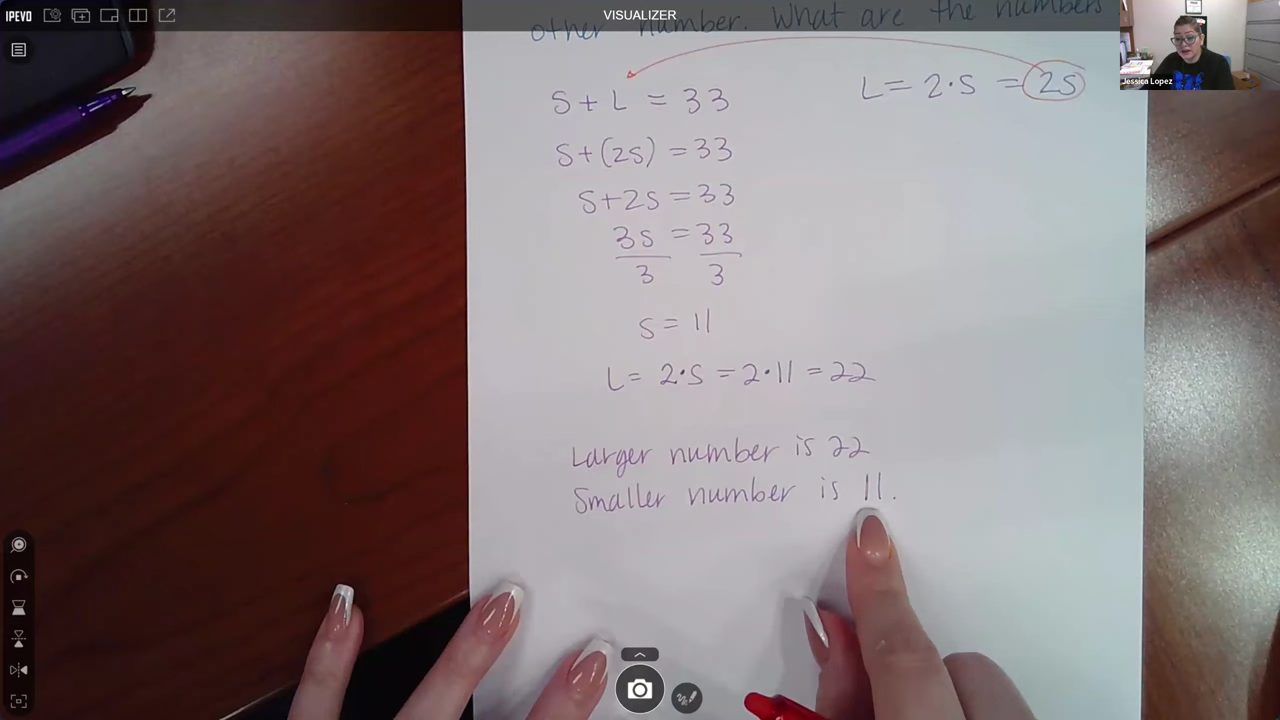 IPEVO
VISUALIZER
other number. What are the numbers
S + L = 33
L = 2·S = 2S
Jessica Lopez
S + (2S) = 33
S + 2S = 33
3S = 33
3 3
S = 11
L = 2·S = 2·11 = 22
Larger number is 22
Smaller number is 11.